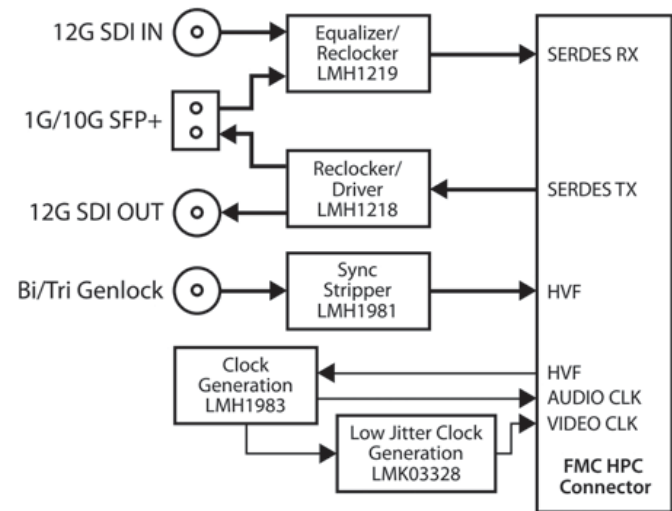 12G SDI IN
Equalizer/
Reclocker
LMH1219
SERDES RX
1G/10G SFP+
Reclocker/
Driver
LMH1218
SERDES TX
12G SDI OUT
Bi/Tri Genlock
Sync
Stripper
LMH1981
HVF
Clock
Generation
LMH1983
HVF
AUDIO CLK
VIDEO CLK
Low Jitter Clock
Generation
LMK03328
FMC HPC
Connector